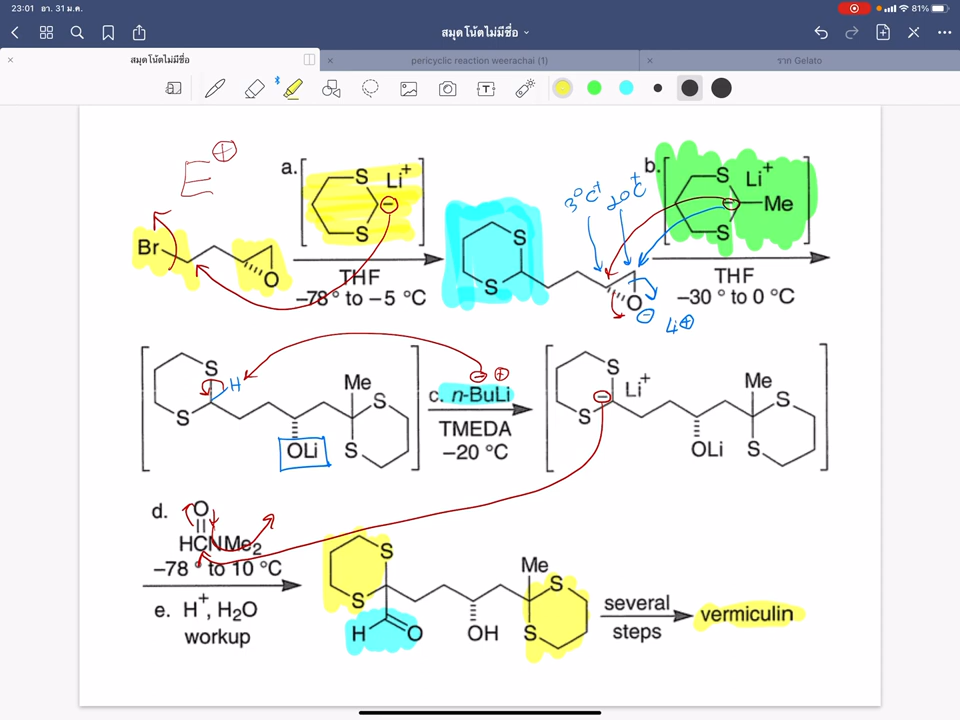 23:01 อา. 31 ม.ค.
81%
สมุดโน้ตไม่มีชื่อ
สมุดโน้ตไม่มีชื่อ
pericyclic reaction weerachai (1)
ราก Gelato
E⊕
a. S Li+
− S
Br O
THF
−78° to −5 °C
S
S
3°C+ 2°C+
O ⊖ Li⊕
b. S Li+
− Me
S
THF
−30° to 0 °C
S H
S
OLi
Me
S
S
⊖ ⊕
c. n-BuLi
TMEDA
−20 °C
S Li+
− S
OLi
Me
S
S
d. O
HCNMe2
−78° to 10 °C
e. H+, H2O
workup
S
S
H O
OH
Me
S
S
several
steps
vermiculin